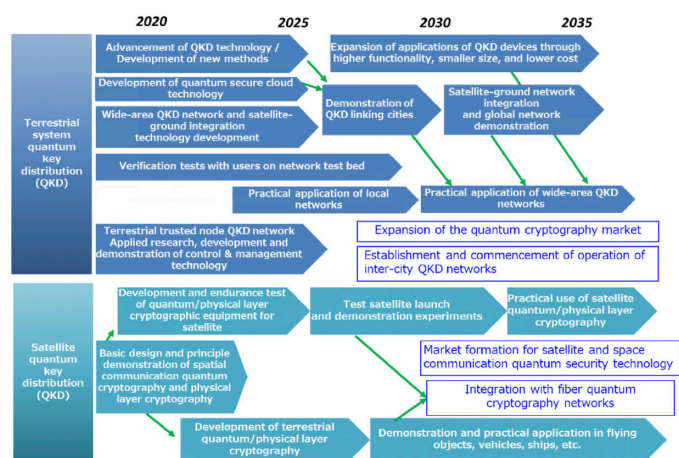 2020
2025
2030
2035
Terrestrial
system
quantum
key
distribution
(QKD)
Advancement of QKD technology /
Development of new methods
Expansion of applications of QKD devices through
higher functionality, smaller size, and lower cost
Development of quantum secure cloud
technology
Demonstration of
QKD linking cities
Satellite-ground network
integration
and global network
demonstration
Wide-area QKD network and satellite-
ground integration
technology development
Verification tests with users on network test bed
Practical application of local
networks
Practical application of wide-area QKD
networks
Terrestrial trusted node QKD network
Applied research, development and
demonstration of control & management
technology
Expansion of the quantum cryptography market
Establishment and commencement of operation of
inter-city QKD networks
Satellite
quantum
key
distribution
(QKD)
Development and endurance test
of quantum/physical layer
cryptographic equipment for
satellite
Test satellite launch
and demonstration experiments
Practical use of satellite
quantum/physical layer
cryptography
Basic design and principle
demonstration of spatial
communication quantum
cryptography and physical
layer cryptography
Market formation for satellite and space
communication quantum security technology
Integration with fiber quantum
cryptography networks
Development of terrestrial
quantum/physical layer
cryptography
Demonstration and practical application in flying
objects, vehicles, ships, etc.